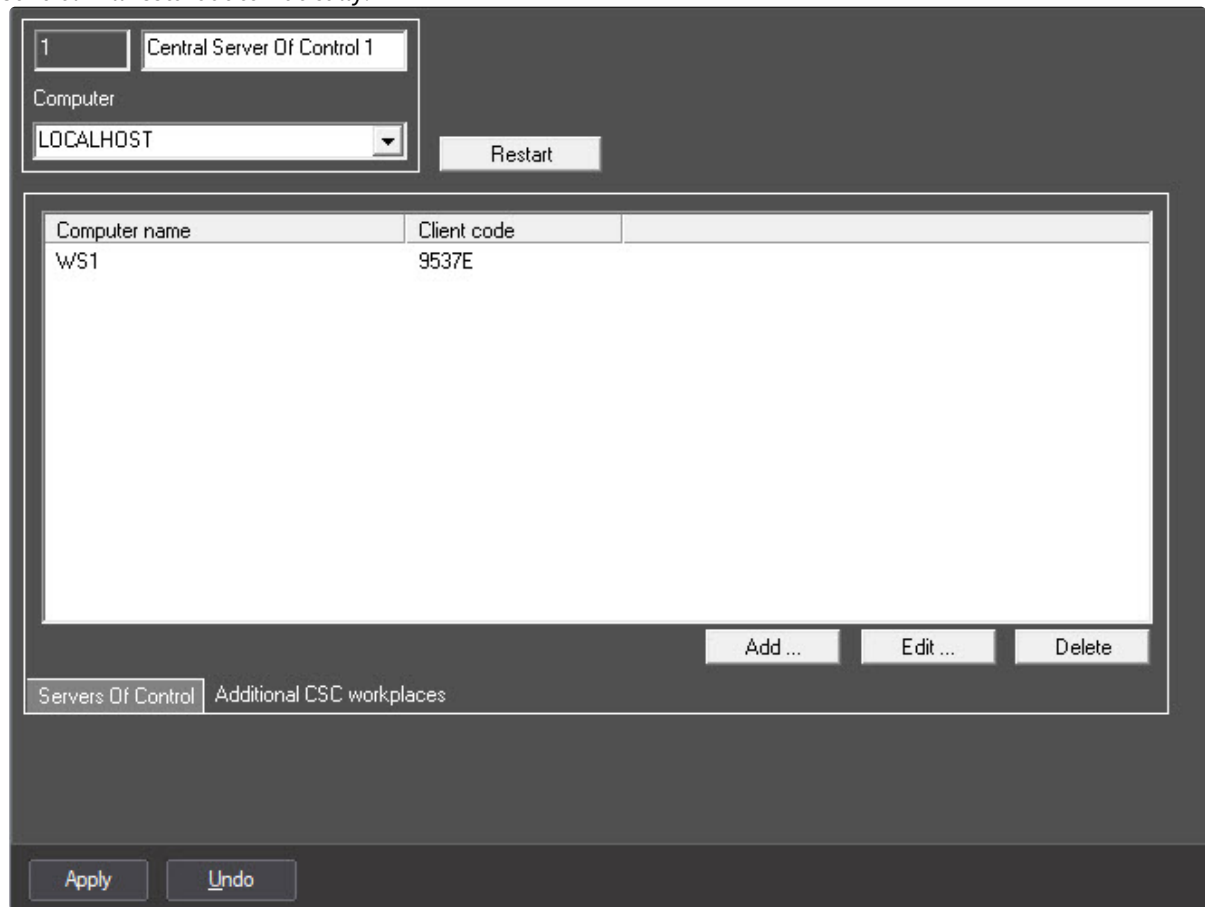 1
Central Server Of Control 1
Computer
LOCALHOST
Restart
Computer name Client code
WS1 9537E
Add ... Edit ... Delete
Servers Of Control Additional CSC workplaces
Apply Undo